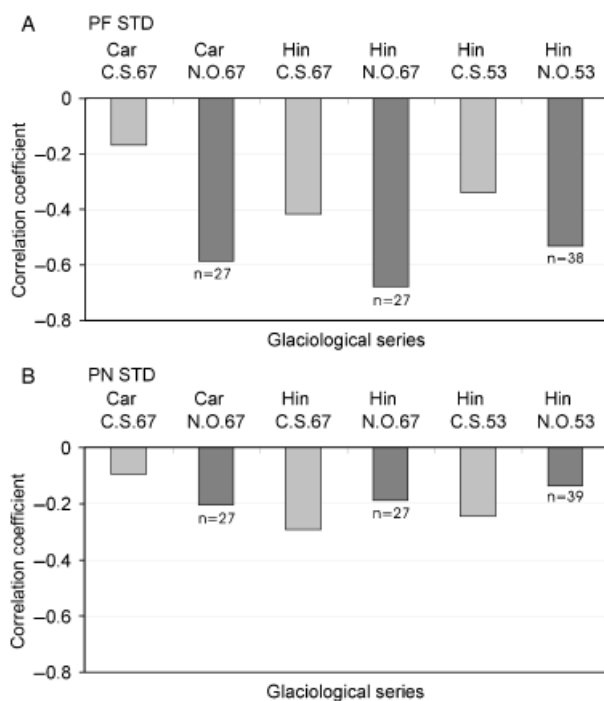 A PF STD
Car Car Hin Hin Hin Hin
C.S.67 N.O.67 C.S.67 N.O.67 C.S.53 N.O.53
0
–0.2
–0.4
–0.6
–0.8
Correlation coefficient
n=27
n=27
n–38
Glaciological series
B PN STD
Car Car Hin Hin Hin Hin
C.S.67 N.O.67 C.S.67 N.O.67 C.S.53 N.O.53
0
–0.2
–0.4
–0.6
–0.8
Correlation coefficient
n=27
n=27
n=39
Glaciological series